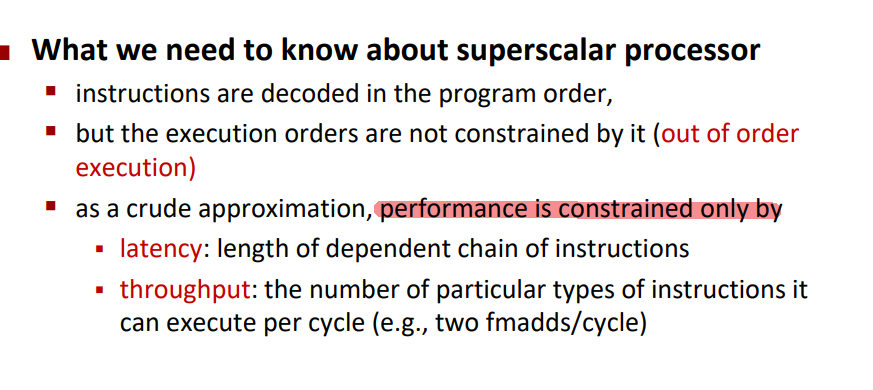 What we need to know about superscalar processor
instructions are decoded in the program order,
but the execution orders are not constrained by it (out of order
execution)
as a crude approximation, performance is constrained only by
latency: length of dependent chain of instructions
throughput: the number of particular types of instructions it
can execute per cycle (e.g., two fmadds/cycle)